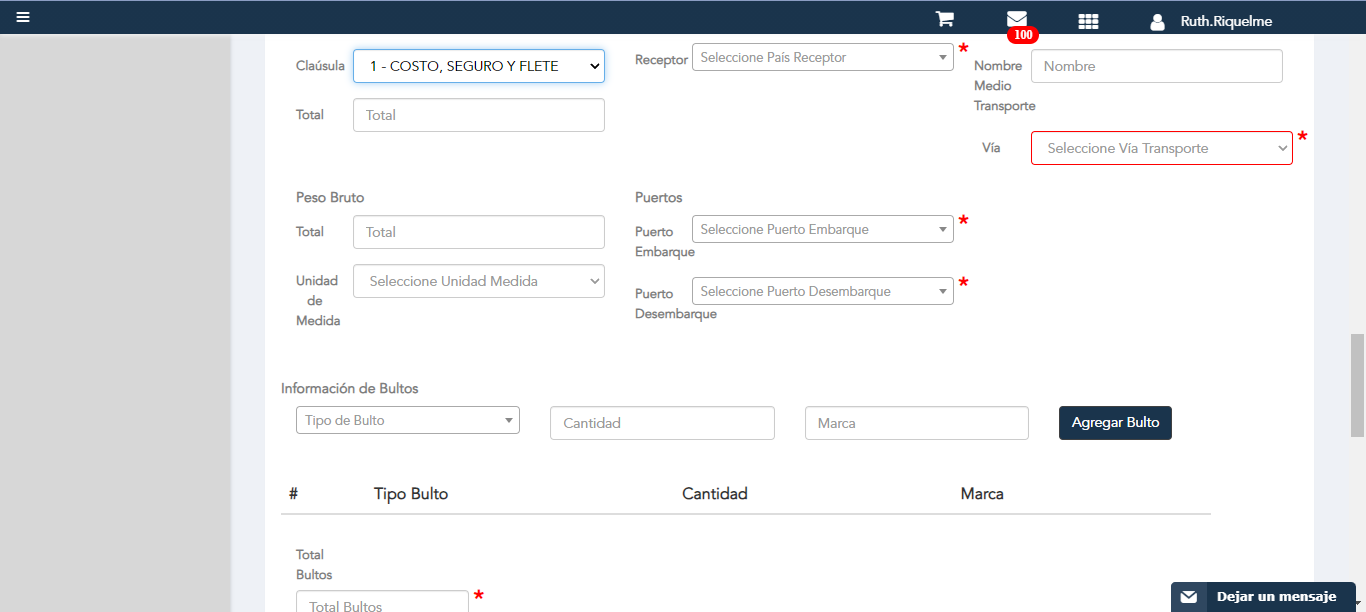 Ruth.Riquelme
100
Claúsula
1 - COSTO, SEGURO Y FLETE
Total
Total
Receptor
Seleccione País Receptor
*
Nombre
Medio
Transporte
Nombre
Vía
Seleccione Vía Transporte
*
Peso Bruto
Total
Total
Unidad
de
Medida
Seleccione Unidad Medida
Puertos
Puerto
Embarque
Seleccione Puerto Embarque
*
Puerto
Desembarque
Seleccione Puerto Desembarque
*
Información de Bultos
Tipo de Bulto
Cantidad
Marca
Agregar Bulto
# Tipo Bulto Cantidad Marca
Total
Bultos
Total Bultos
*
Dejar un mensaje